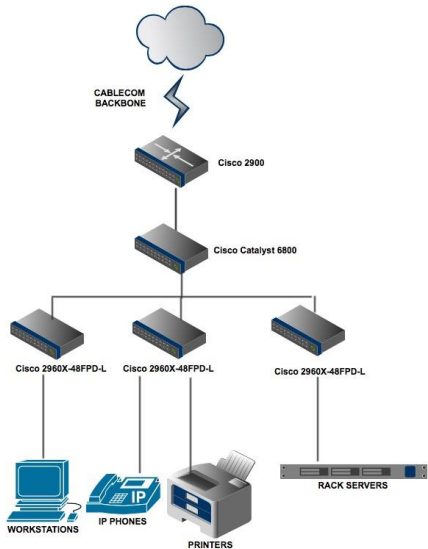 CABLECOM
BACKBONE
Cisco 2900
Cisco Catalyst 6800
Cisco 2960X-48FPD-L
Cisco 2960X-48FPD-L
Cisco 2960X-48FPD-L
IP
WORKSTATIONS
IP PHONES
PRINTERS
RACK SERVERS